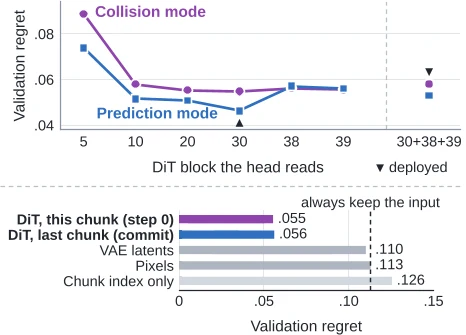 Collision mode
.08
.06
.04
Validation regret
Prediction mode
5 10 20 30 38 39 30+38+39
DiT block the head reads
▼ deployed
always keep the input
DiT, this chunk (step 0) .055
DiT, last chunk (commit) .056
VAE latents .110
Pixels .113
Chunk index only .126
0 .05 .10 .15
Validation regret